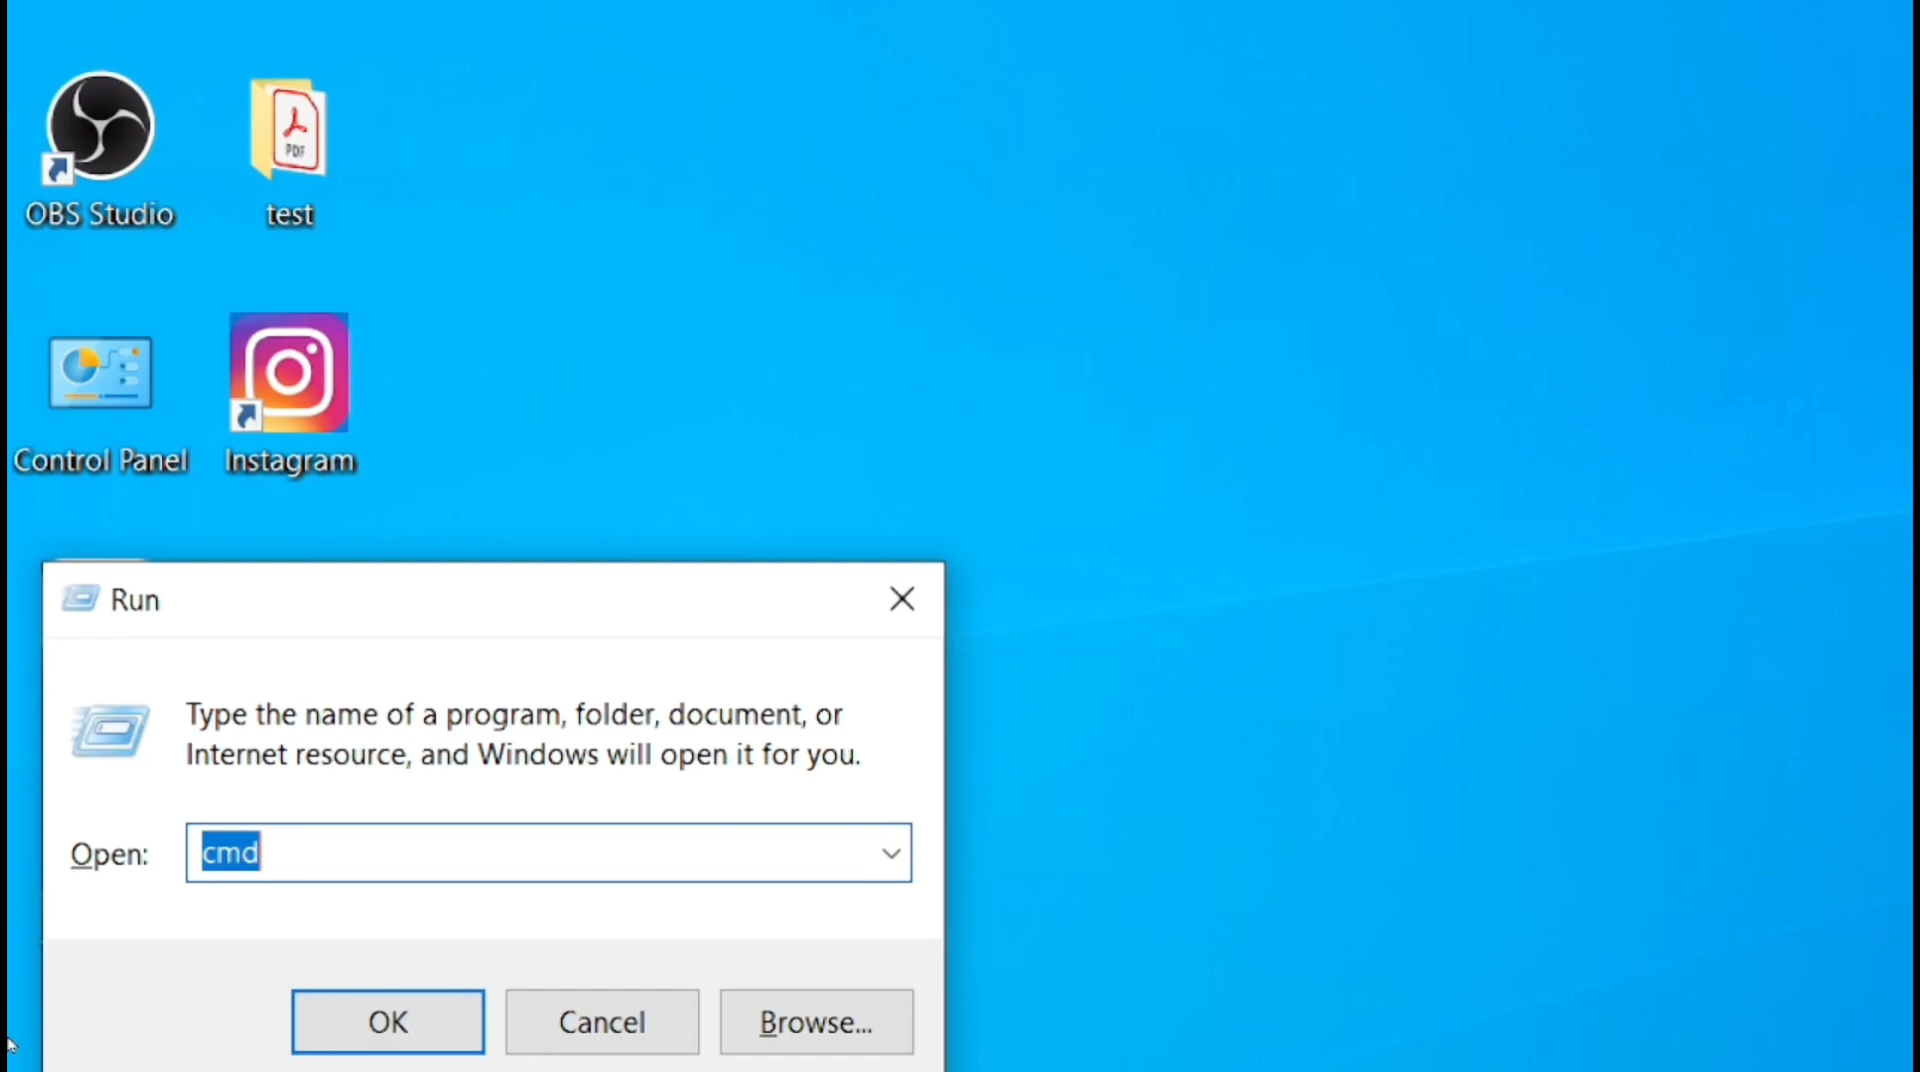 OBS Studio
test
PDF
Control Panel
Instagram
Run
Type the name of a program, folder, document, or
Internet resource, and Windows will open it for you.
Open:
cmd
OK
Cancel
Browse...